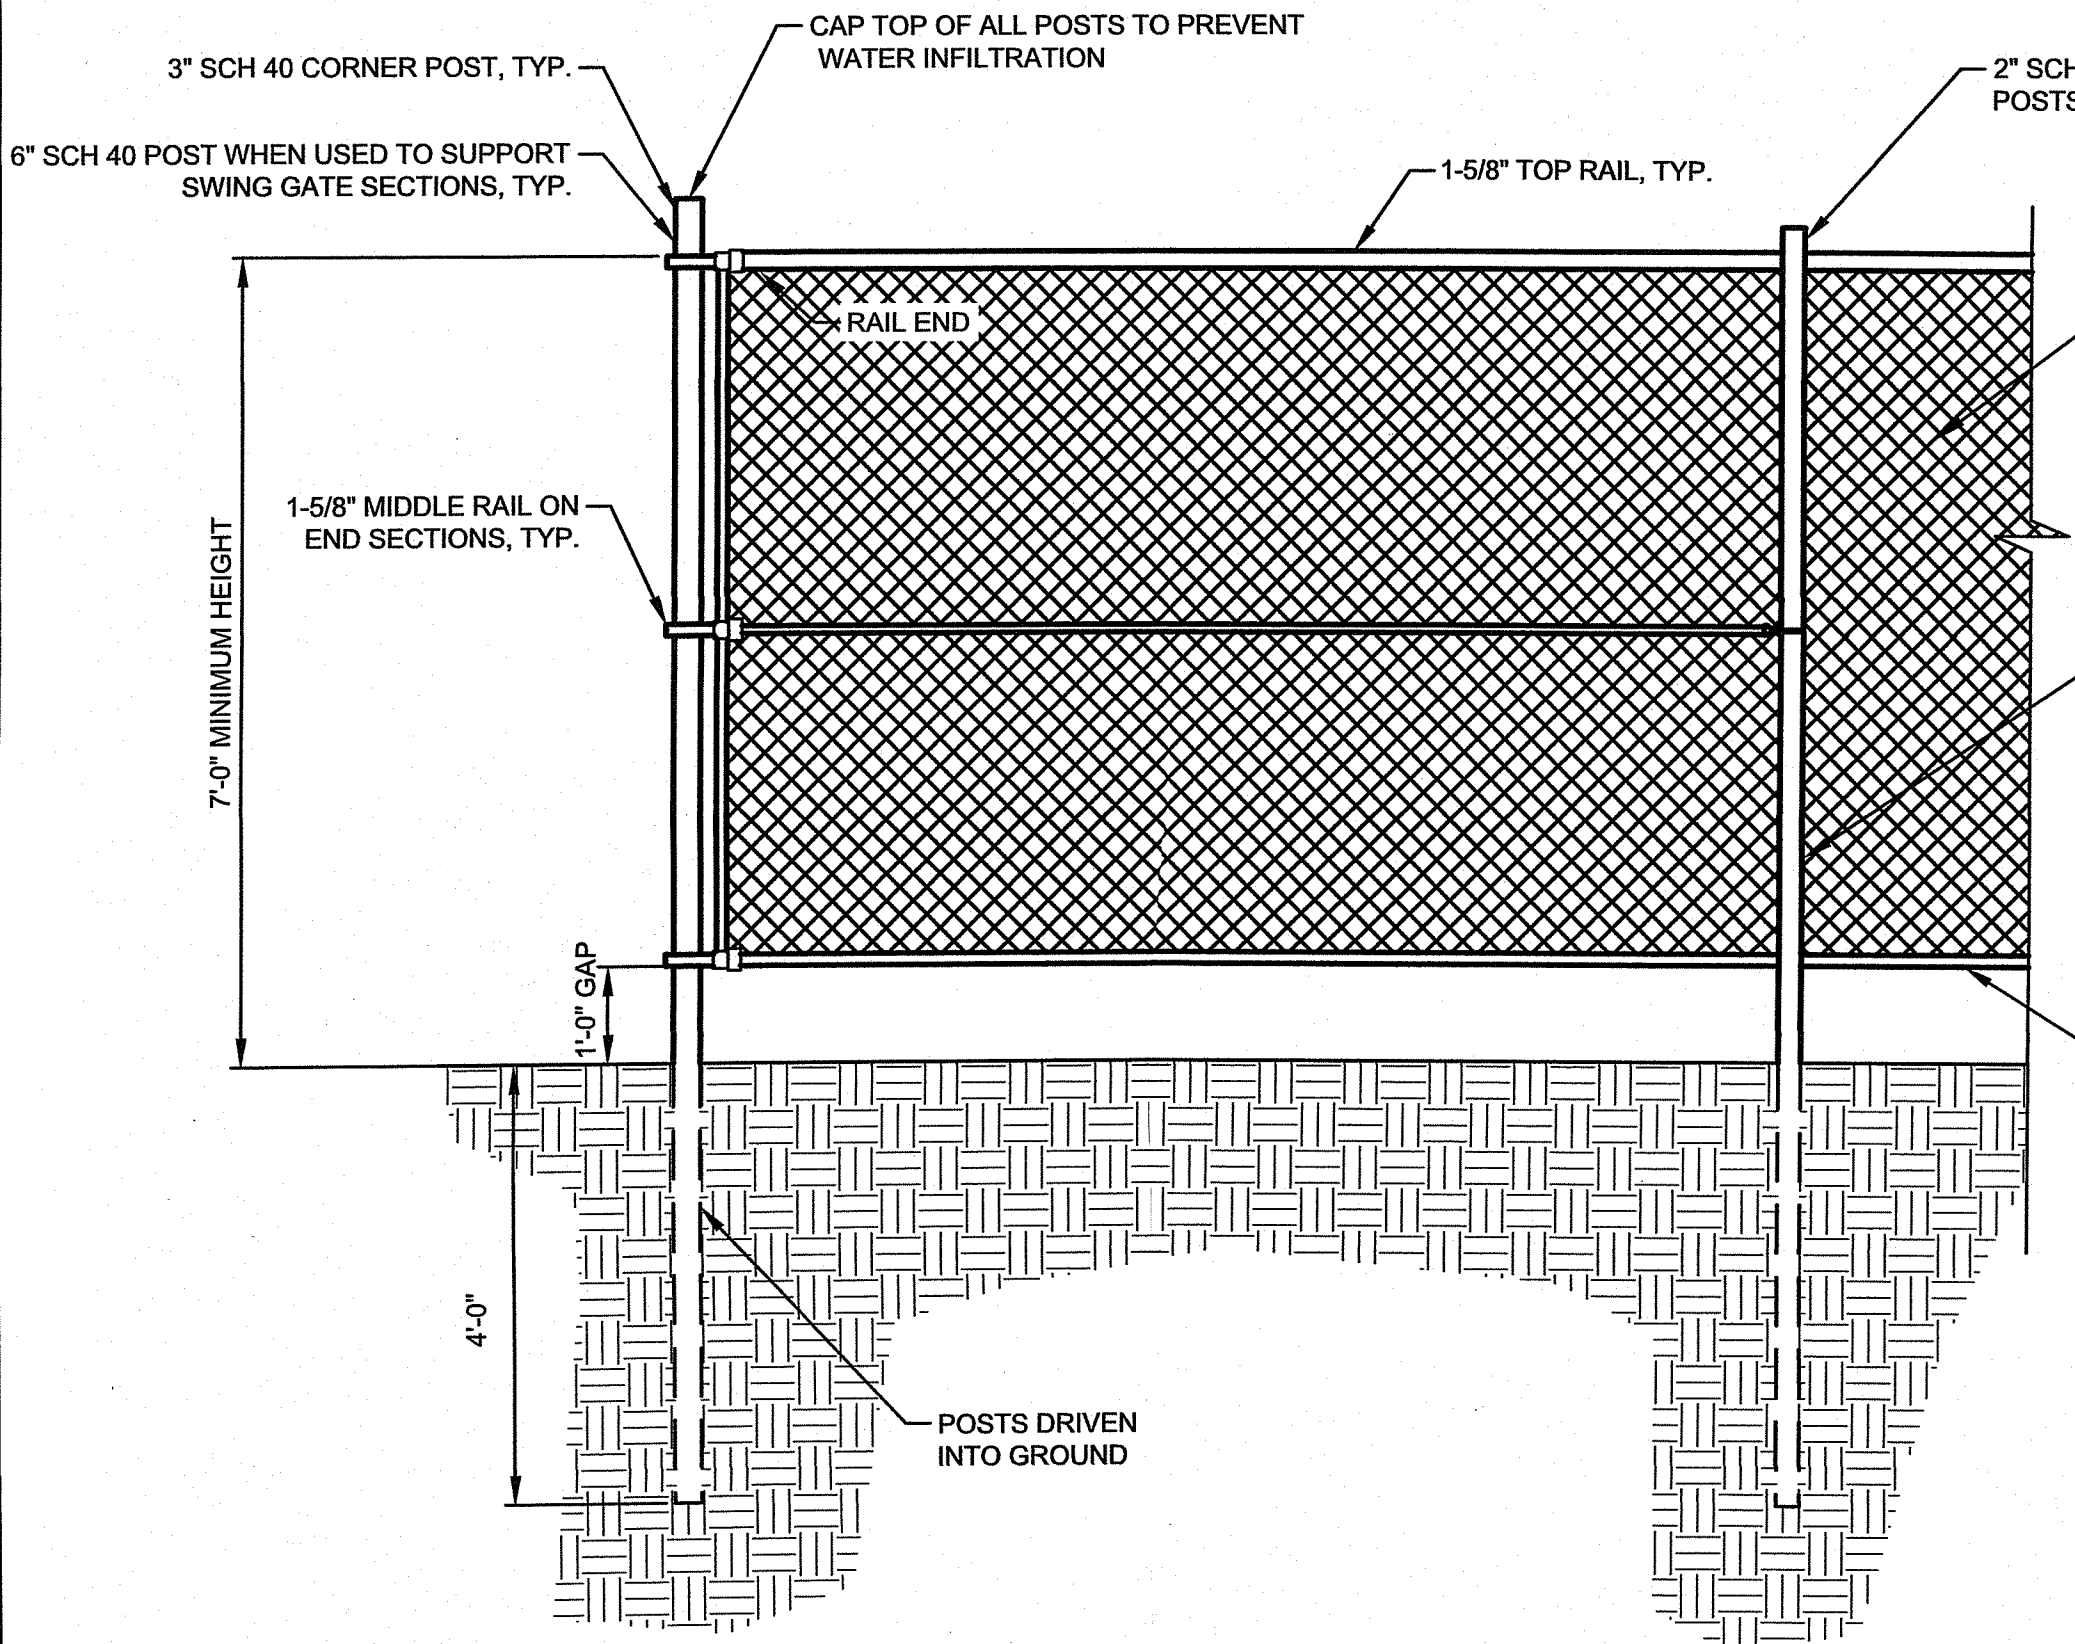 CAP TOP OF ALL POSTS TO PREVENT
WATER INFILTRATION
3" SCH 40 CORNER POST, TYP.
2" SCH
POSTS
6" SCH 40 POST WHEN USED TO SUPPORT
SWING GATE SECTIONS, TYP.
1-5/8" TOP RAIL, TYP.
RAIL END
1-5/8" MIDDLE RAIL ON
END SECTIONS, TYP.
7'-0" MINIMUM HEIGHT
1'-0" GAP
4'-0"
POSTS DRIVEN
INTO GROUND